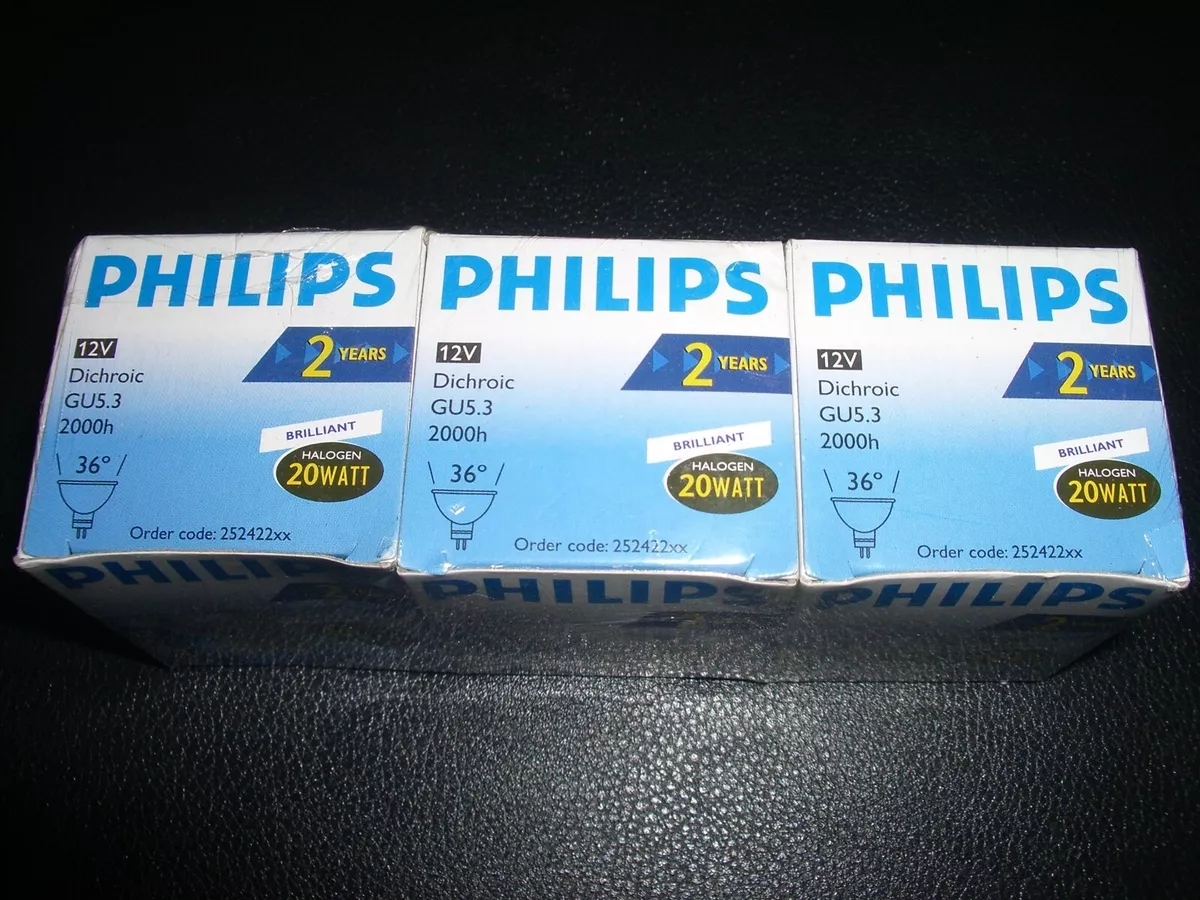 PHILIPS
12V
2 YEARS
Dichroic
GU5.3
2000h
BRILLIANT
HALOGEN
20WATT
36°
Order code: 252422xx
PHILIPS
12V
2 YEARS
Dichroic
GU5.3
2000h
BRILLIANT
HALOGEN
20WATT
36°
Order code: 252422xx
PHILIPS
12V
2 YEARS
Dichroic
GU5.3
2000h
BRILLIANT
HALOGEN
20WATT
36°
Order code: 252422xx
PHILIPS
PHILIPS
PHILIPS